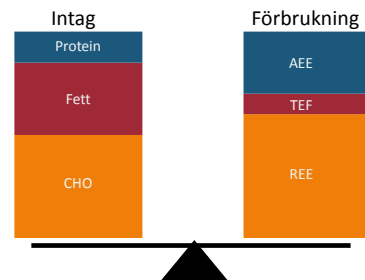 Intag
Förbrukning
Protein
Fett
CHO
AEE
TEF
REE